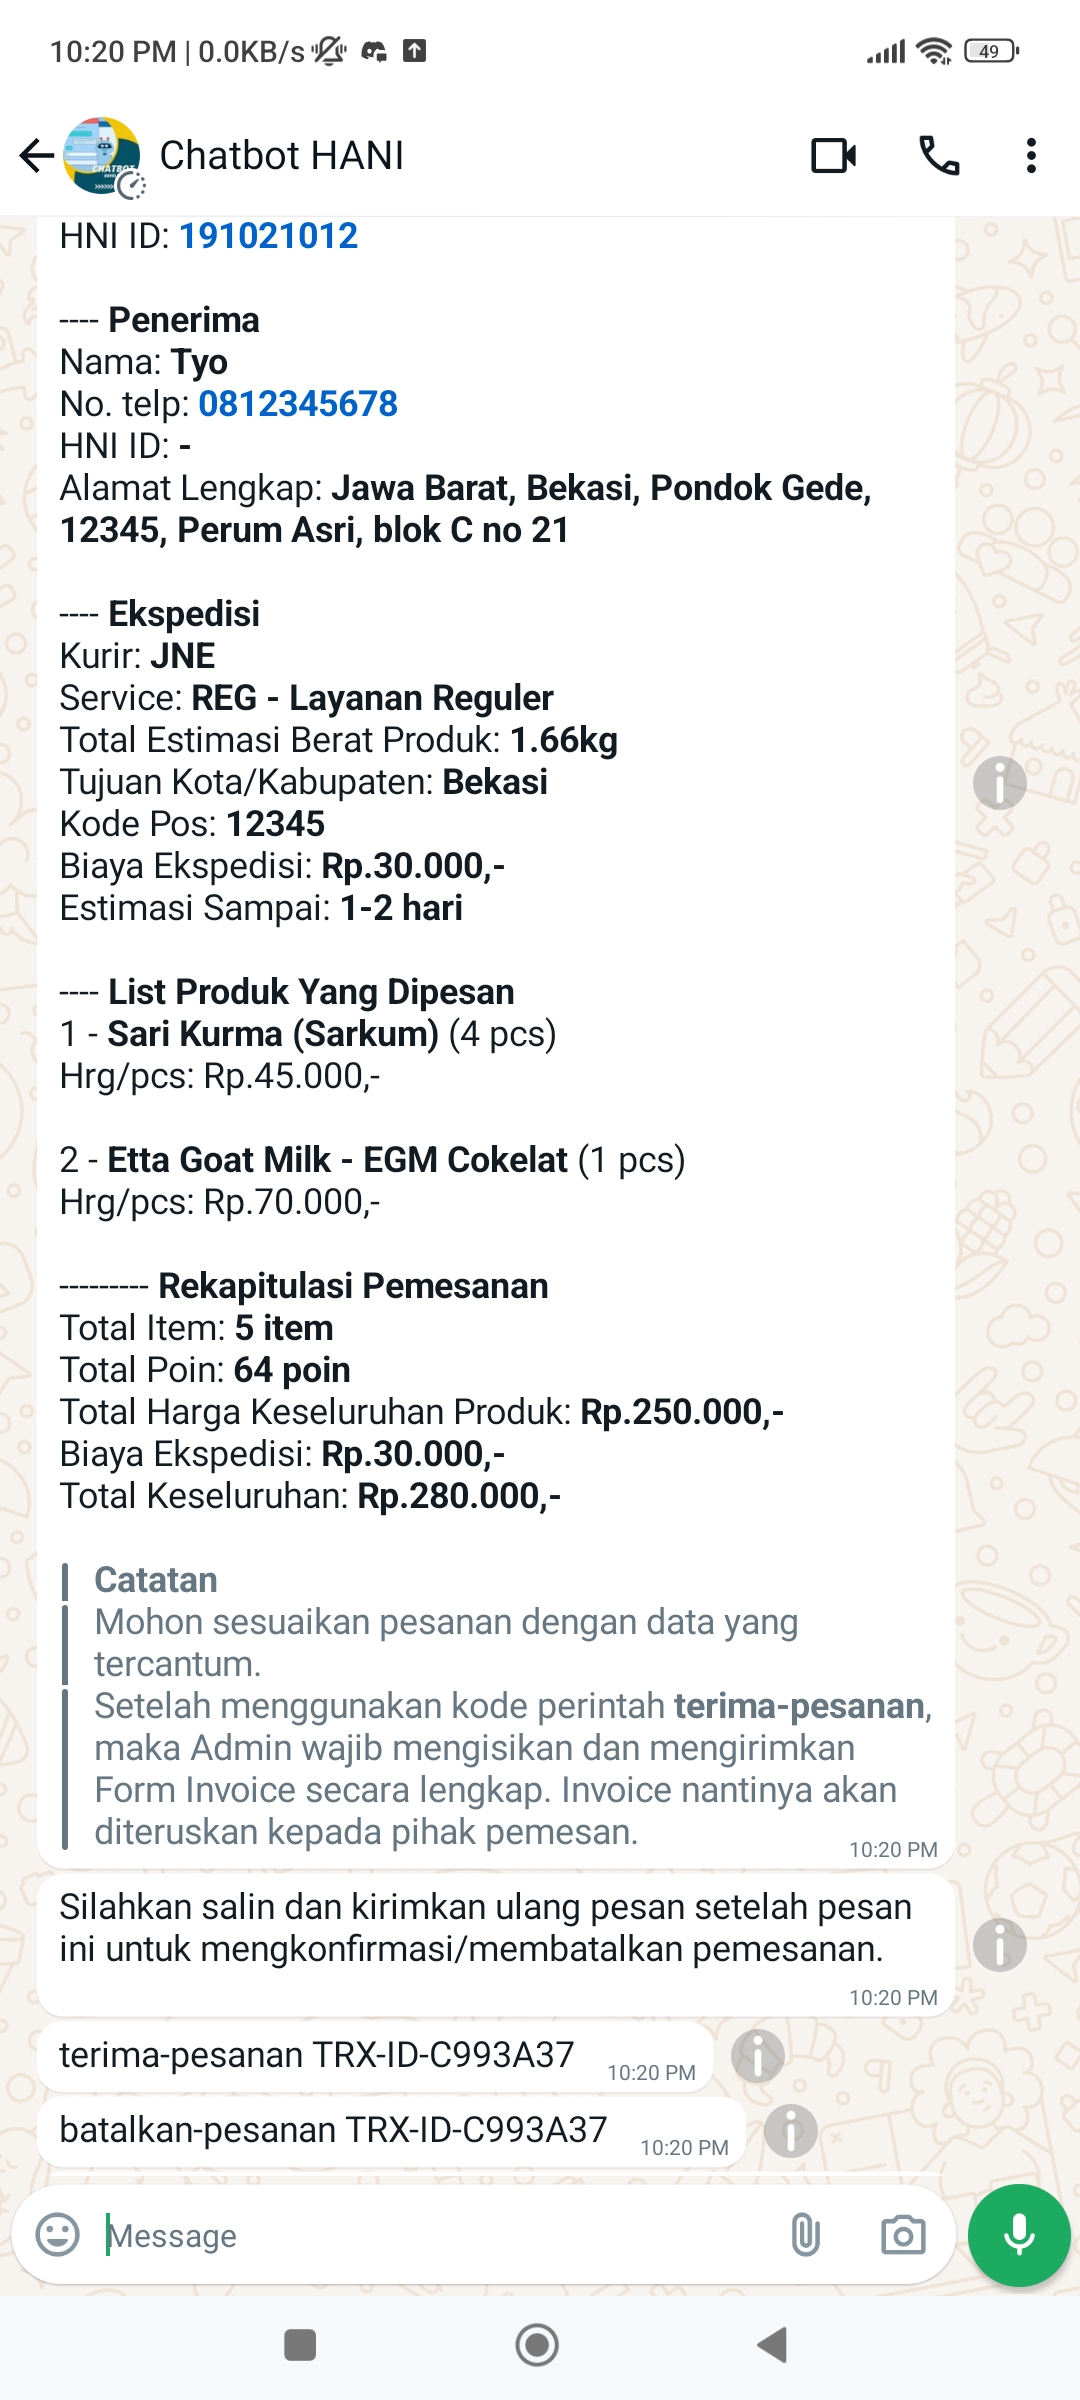 10:20 PM | 0.0KB/s
49
Chatbot HANI
HNI ID: 191021012
---- Penerima
Nama: Tyo
No. telp: 0812345678
HNI ID: -
Alamat Lengkap: Jawa Barat, Bekasi, Pondok Gede,
12345, Perum Asri, blok C no 21
---- Ekspedisi
Kurir: JNE
Service: REG - Layanan Reguler
Total Estimasi Berat Produk: 1.66kg
Tujuan Kota/Kabupaten: Bekasi
Kode Pos: 12345
Biaya Ekspedisi: Rp.30.000,-
Estimasi Sampai: 1-2 hari
---- List Produk Yang Dipesan
1 - Sari Kurma (Sarkum) (4 pcs)
Hrg/pcs: Rp.45.000,-
2 - Etta Goat Milk - EGM Cokelat (1 pcs)
Hrg/pcs: Rp.70.000,-
--------- Rekapitulasi Pemesanan
Total Item: 5 item
Total Poin: 64 poin
Total Harga Keseluruhan Produk: Rp.250.000,-
Biaya Ekspedisi: Rp.30.000,-
Total Keseluruhan: Rp.280.000,-
Catatan
Mohon sesuaikan pesanan dengan data yang
tercantum.
Setelah menggunakan kode perintah terima-pesanan,
maka Admin wajib mengisikan dan mengirimkan
Form Invoice secara lengkap. Invoice nantinya akan
diteruskan kepada pihak pemesan.
10:20 PM
Silahkan salin dan kirimkan ulang pesan setelah pesan
ini untuk mengkonfirmasi/membatalkan pemesanan.
10:20 PM
terima-pesanan TRX-ID-C993A37
10:20 PM
batalkan-pesanan TRX-ID-C993A37
10:20 PM
Message